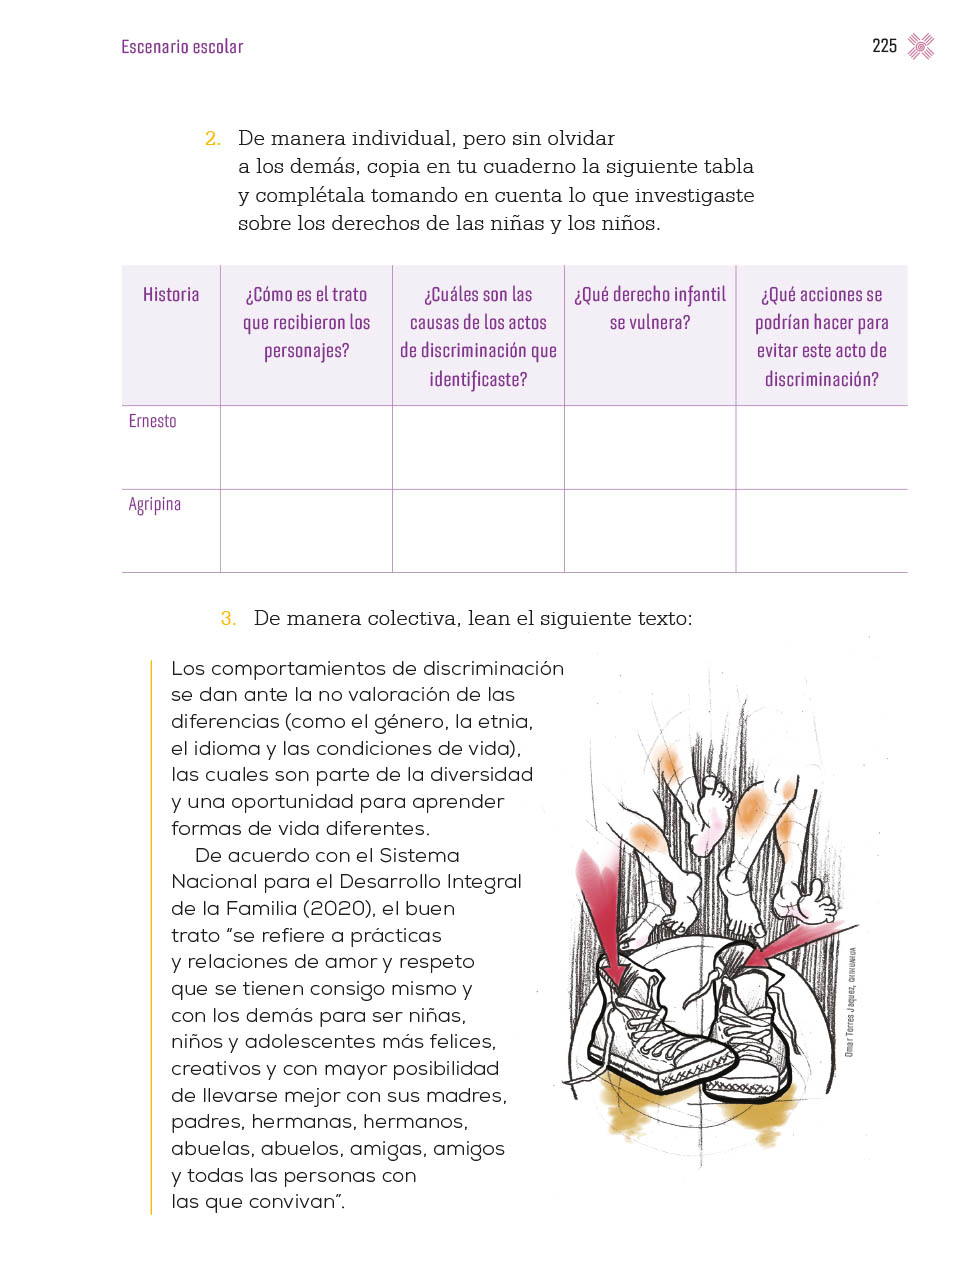 Escenario escolar
225
2. De manera individual, pero sin olvidar
a los demás, copia en tu cuaderno la siguiente tabla
y complétala tomando en cuenta lo que investigaste
sobre los derechos de las niñas y los niños.
Historia
¿Cómo es el trato
que recibieron los
personajes?
¿Cuáles son las
causas de los actos
de discriminación que
identificaste?
¿Qué derecho infantil
se vulnera?
¿Qué acciones se
podrían hacer para
evitar este acto de
discriminación?
Ernesto
Agripina
3. De manera colectiva, lean el siguiente texto:
Los comportamientos de discriminación
se dan ante la no valoración de las
diferencias (como el género, la etnia,
el idioma y las condiciones de vida),
las cuales son parte de la diversidad
y una oportunidad para aprender
formas de vida diferentes.
De acuerdo con el Sistema
Nacional para el Desarrollo Integral
de la Familia (2020), el buen
trato “se refiere a prácticas
y relaciones de amor y respeto
que se tienen consigo mismo y
con los demás para ser niñas,
niños y adolescentes más felices,
creativos y con mayor posibilidad
de llevarse mejor con sus madres,
padres, hermanas, hermanos,
abuelas, abuelos, amigas, amigos
y todas las personas con
las que convivan”.
Omar Torres Jaquez, CHIHUAHUA